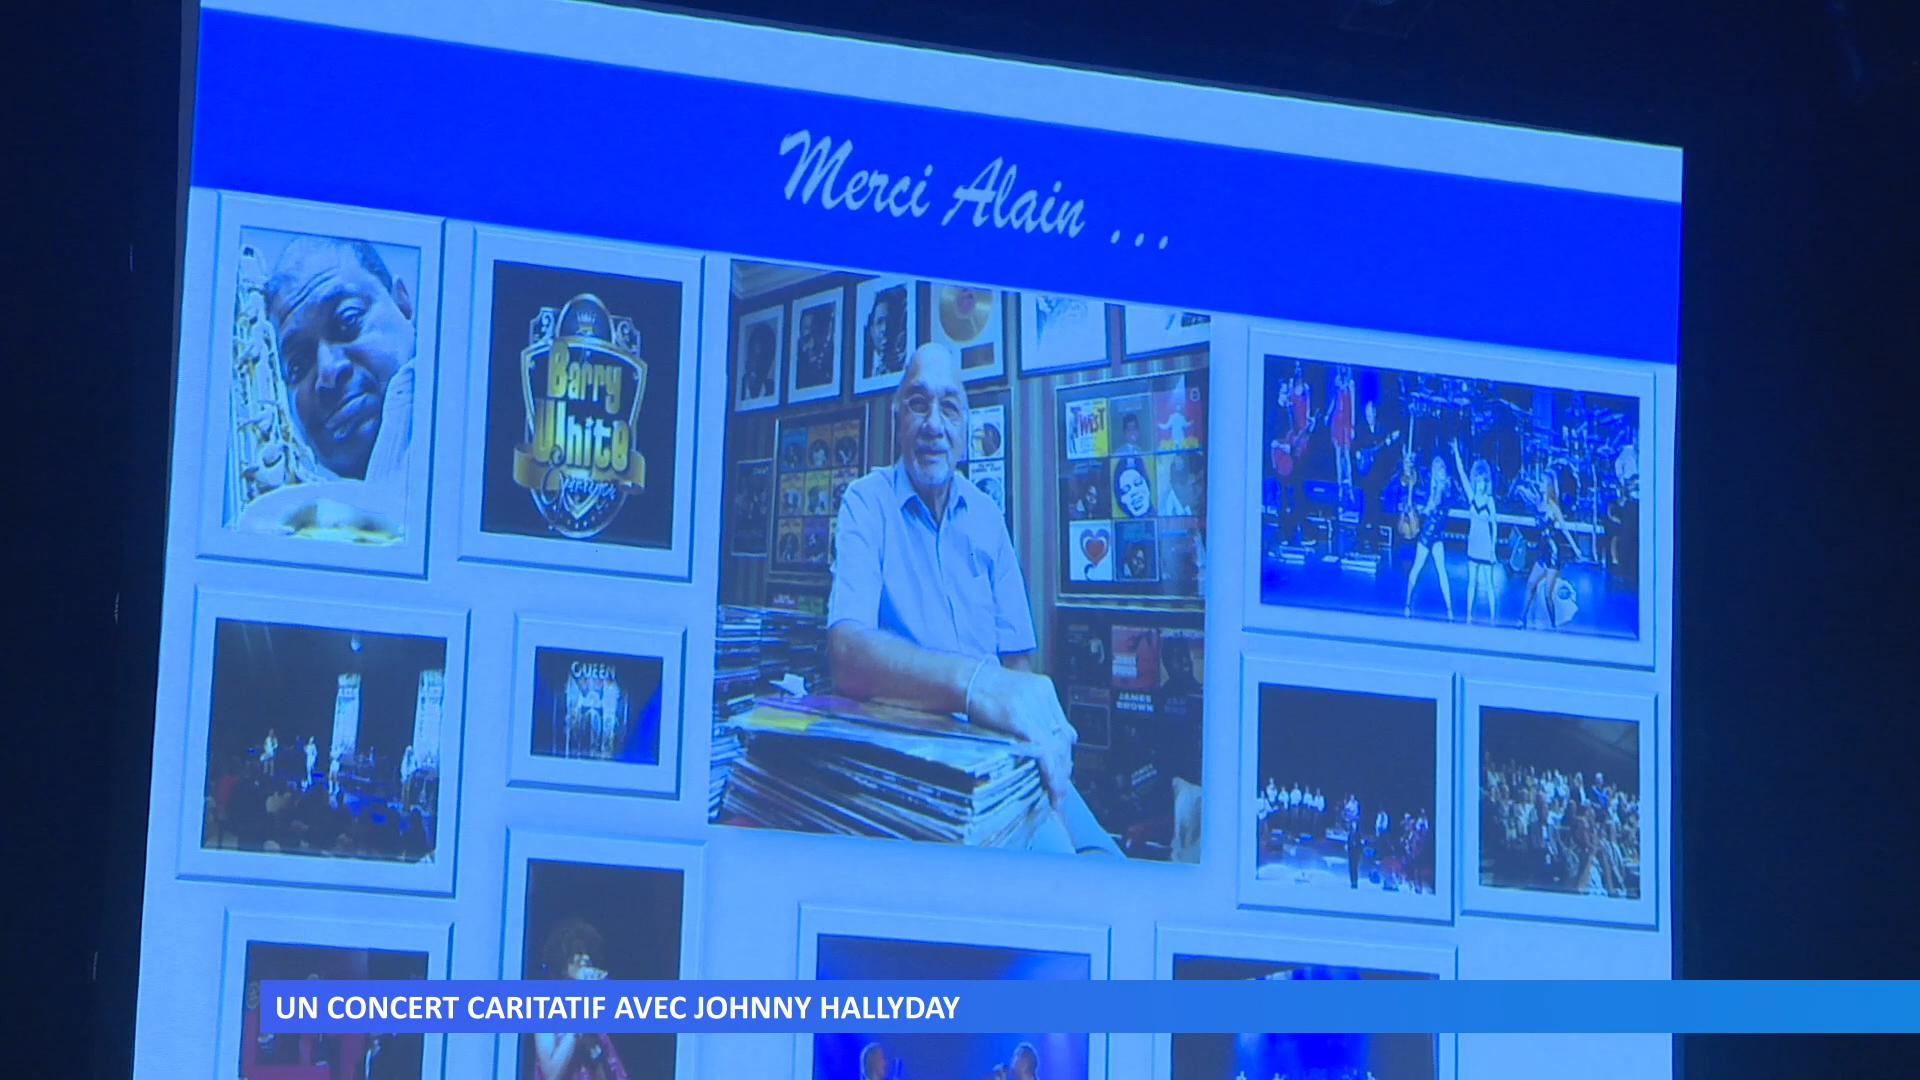 Merci Alain ...
Barry
White
QUEEN
TWIST
JAMES
BROWN
UN CONCERT CARITATIF AVEC JOHNNY HALLYDAY